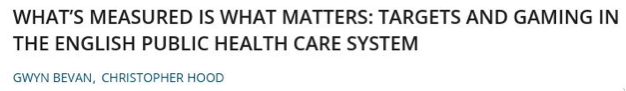 WHAT'S MEASURED IS WHAT MATTERS: TARGETS AND GAMING IN
THE ENGLISH PUBLIC HEALTH CARE SYSTEM
GWYN BEVAN, CHRISTOPHER HOOD